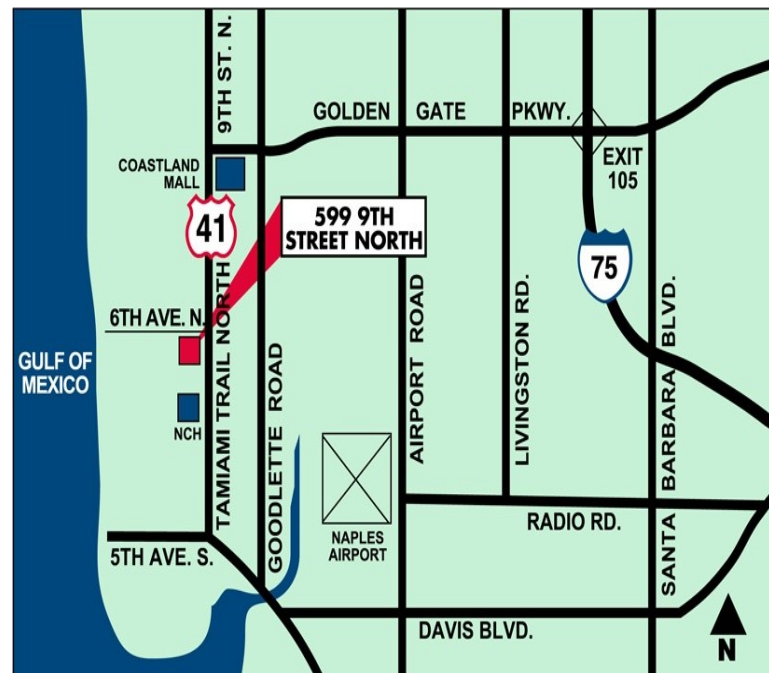 9TH ST. N.
GOLDEN GATE PKWY.
COASTLAND
MALL
EXIT
105
41
599 9TH
STREET NORTH
75
6TH AVE. N.
GULF OF
MEXICO
NCH
TAMIAMI TRAIL NORTH
GOODLETTE ROAD
AIRPORT ROAD
LIVINGSTON RD.
SANTA BARBARA BLVD.
NAPLES
AIRPORT
RADIO RD.
5TH AVE. S.
DAVIS BLVD.
N